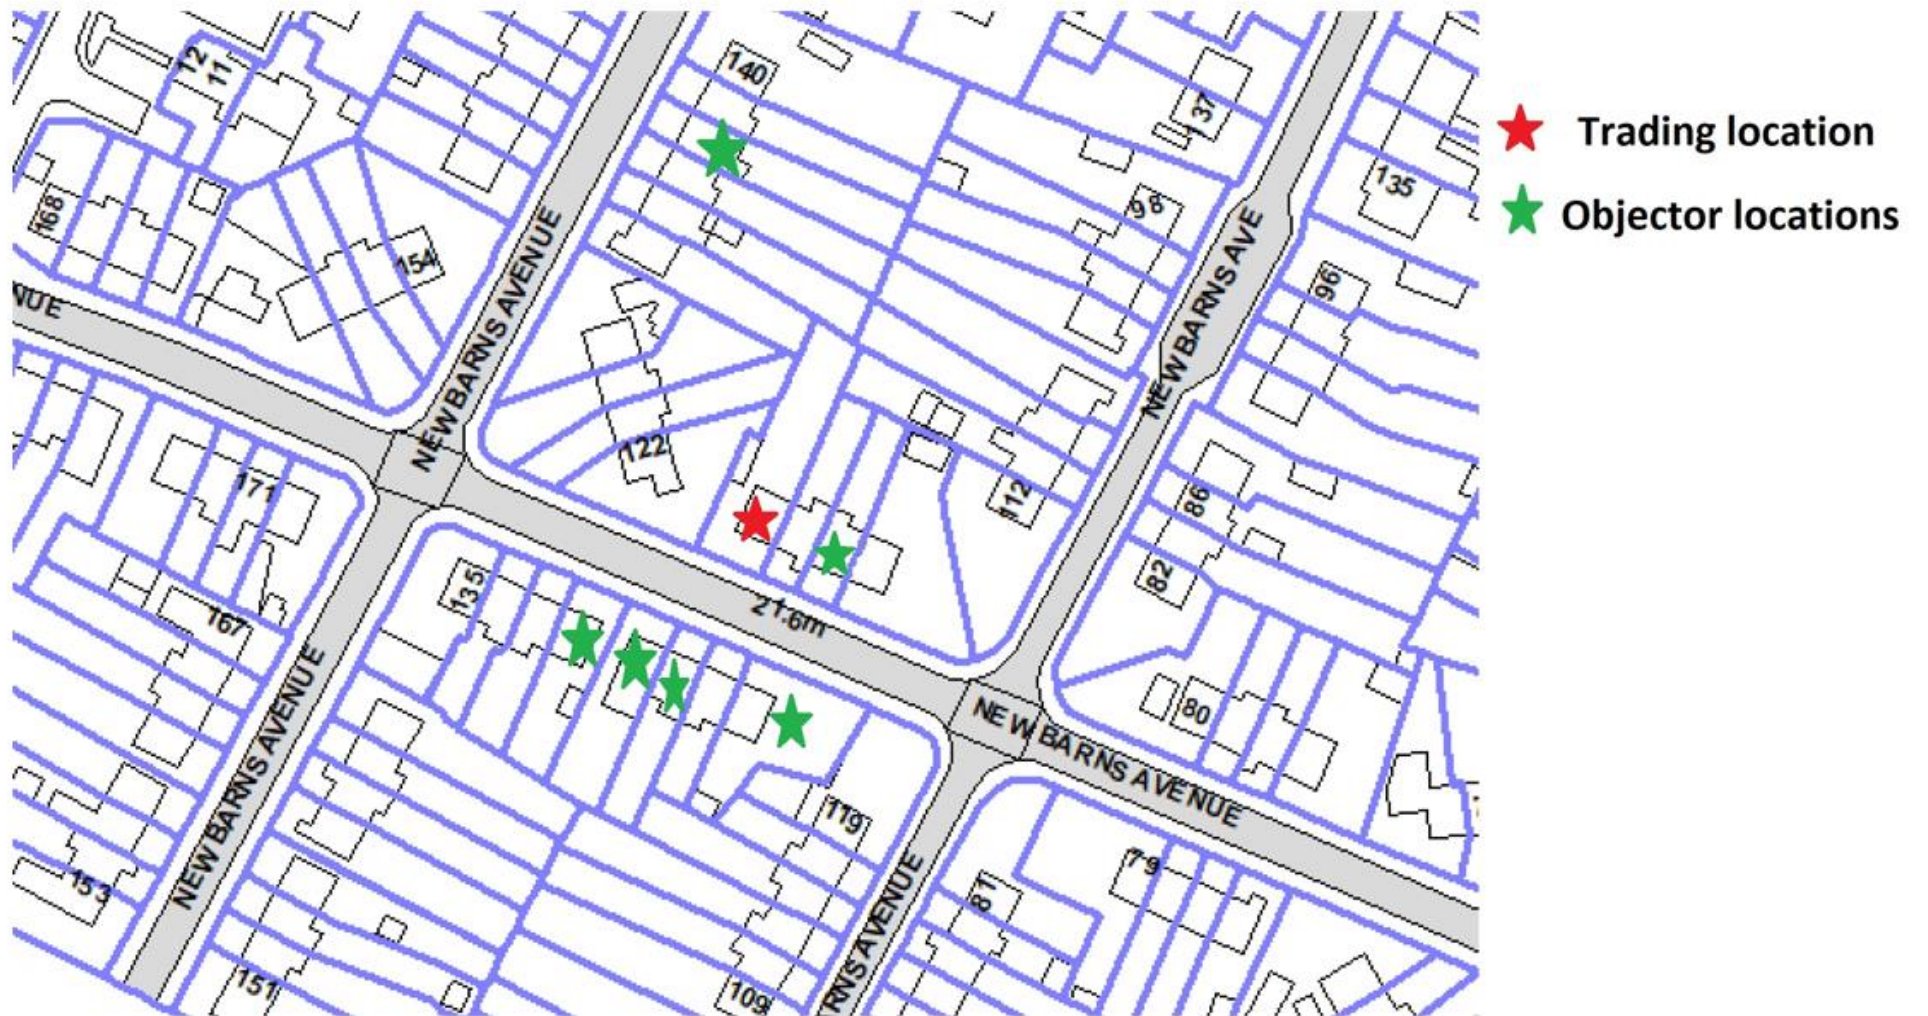 12
11
140
137
Trading location
135
Objector locations
168
98
154
NEW BARNS AVENUE
NEW BARNS AVE
96
NUE
122
171
112
86
82
135
21.6m
167
80
NEW BARNS AVENUE
NEW BARNS AVENUE
119
79
153
81
RNS AVENUE
151
109